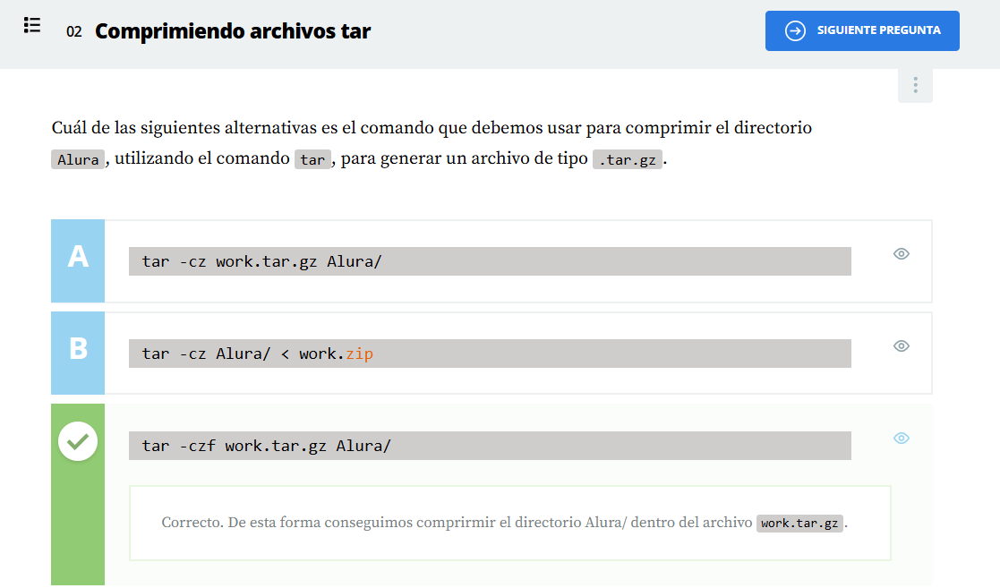 02 Comprimiendo archivos tar
SIGUIENTE PREGUNTA
Cuál de las siguientes alternativas es el comando que debemos usar para comprimir el directorio
Alura, utilizando el comando tar, para generar un archivo de tipo .tar.gz.
A
tar -cz work.tar.gz Alura/
B
tar -cz Alura/ < work.zip
tar -czf work.tar.gz Alura/
Correcto. De esta forma conseguimos comprirmir el directorio Alura/ dentro del archivo work.tar.gz.